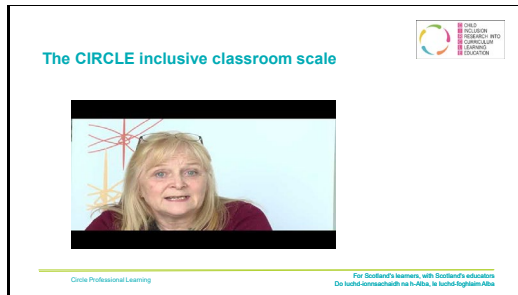 The CIRCLE inclusive classroom scale
CHILD
INCLUSION
RESEARCH INTO
CURRICULUM
LEARNING
EDUCATION
Circle Professional Learning
For Scotland's learners, with Scotland's educators
Do luchd-ionnsachaidh na h-Alba, le luchd-foghlaim Alba